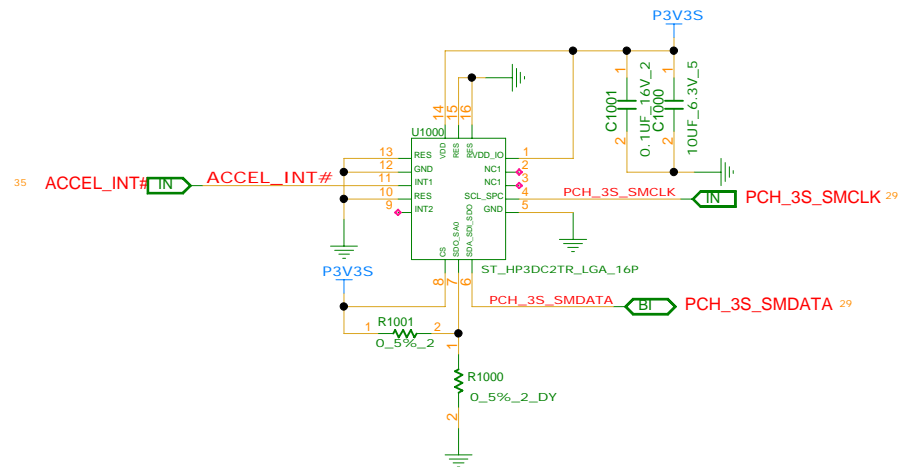 P3V3S
1
1
C1001
0.1UF_16V_2
C1000
10UF_6.3V_5
2
2
14
15
16
U1000
VDD
RES
RES
13
RES
VDD_IO
1
12
GND
NC1
2
35
ACCEL_INT#
IN
ACCEL_INT#
11
INT1
NC1
3
10
RES
SCL_SPC
4
PCH_3S_SMCLK
IN
PCH_3S_SMCLK
29
9
INT2
GND
5
CS
SDO_SA0
SDA_SDI_SDO
ST_HP3DC2TR_LGA_16P
8
7
6
P3V3S
PCH_3S_SMDATA
BI
PCH_3S_SMDATA
29
1
R1001
2
0_5%_2
1
R1000
0_5%_2_DY
2